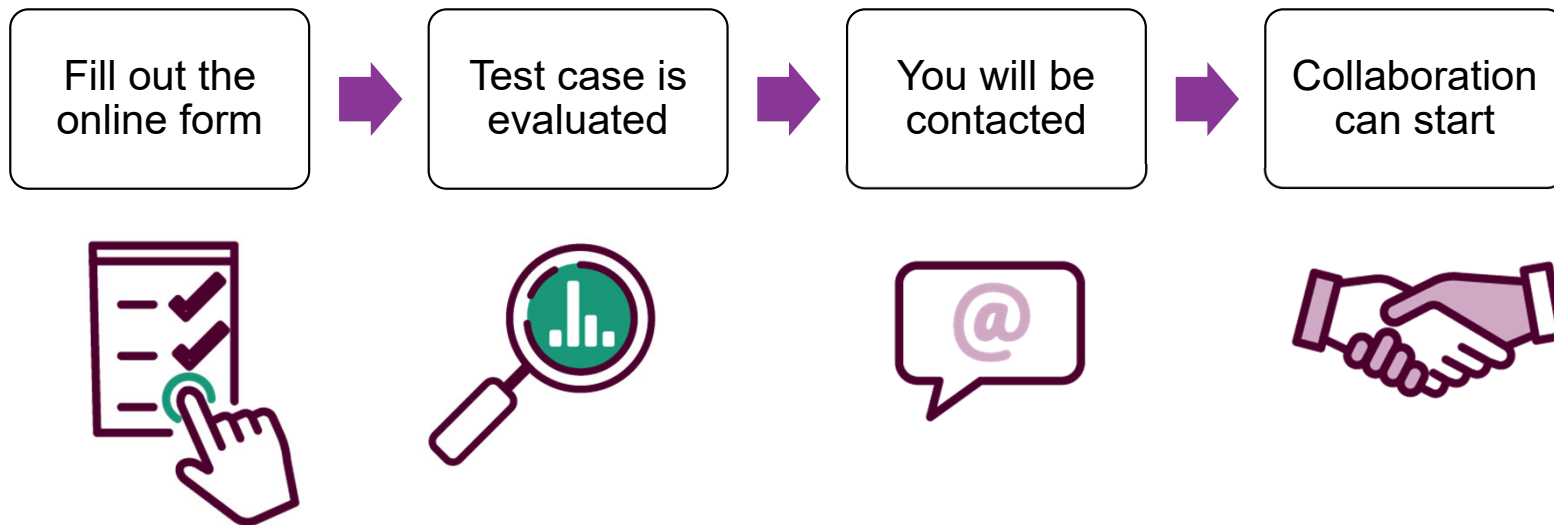 Fill out the
online form
Test case is
evaluated
You will be
contacted
Collaboration
can start
@